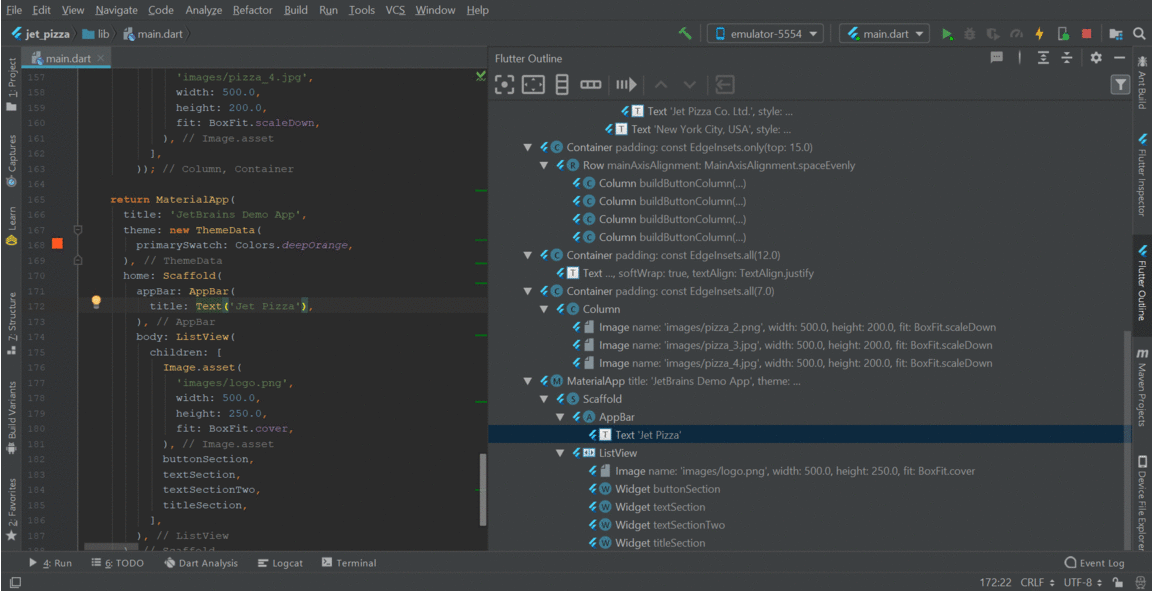 File Edit View Navigate Code Analyze Refactor Build Run Tools VCS Window Help
jet_pizza lib main.dart emulator-5554 main.dart
main.dart
Flutter Outline
1: Project
Captures
Learn
7: Structure
Build Variants
2: Favorites
157 'images/pizza_4.jpg',
158 width: 500.0,
159 height: 200.0,
160 fit: BoxFit.scaleDown,
161 ), // Image.asset
162 ],
163 )); // Column, Container
164
165 return MaterialApp(
166 title: 'JetBrains Demo App',
167 theme: new ThemeData(
168 primarySwatch: Colors.deepOrange,
169 ), // ThemeData
170 home: Scaffold(
171 appBar: AppBar(
172 title: Text('Jet Pizza'),
173 ), // AppBar
174 body: ListView(
175 children: [
176 Image.asset(
177 'images/logo.png',
178 width: 500.0,
179 height: 250.0,
180 fit: BoxFit.cover,
181 ), // Image.asset
182 buttonSection,
183 textSection,
184 textSectionTwo,
185 titleSection,
186 ],
187 ), // ListView
188 ), // Scaffold
T Text 'Jet Pizza Co. Ltd.', style: ...
T Text 'New York City, USA', style: ...
C Container padding: const EdgeInsets.only(top: 15.0)
R Row mainAxisAlignment: MainAxisAlignment.spaceEvenly
C Column buildButtonColumn(...)
C Column buildButtonColumn(...)
C Column buildButtonColumn(...)
C Column buildButtonColumn(...)
C Container padding: const EdgeInsets.all(12.0)
T Text ..., softWrap: true, textAlign: TextAlign.justify
C Container padding: const EdgeInsets.all(7.0)
C Column
Image name: 'images/pizza_2.png', width: 500.0, height: 200.0, fit: BoxFit.scaleDown
Image name: 'images/pizza_3.jpg', width: 500.0, height: 200.0, fit: BoxFit.scaleDown
Image name: 'images/pizza_4.jpg', width: 500.0, height: 200.0, fit: BoxFit.scaleDown
M MaterialApp title: 'JetBrains Demo App', theme: ...
S Scaffold
A AppBar
T Text 'Jet Pizza'
ListView
Image name: 'images/logo.png', width: 500.0, height: 250.0, fit: BoxFit.cover
W Widget buttonSection
W Widget textSection
W Widget textSectionTwo
W Widget titleSection
Ant Build
Flutter Inspector
Flutter Outline
m Maven Projects
Device File Explorer
4: Run 6: TODO Dart Analysis Logcat Terminal Event Log
172:22 CRLF UTF-8